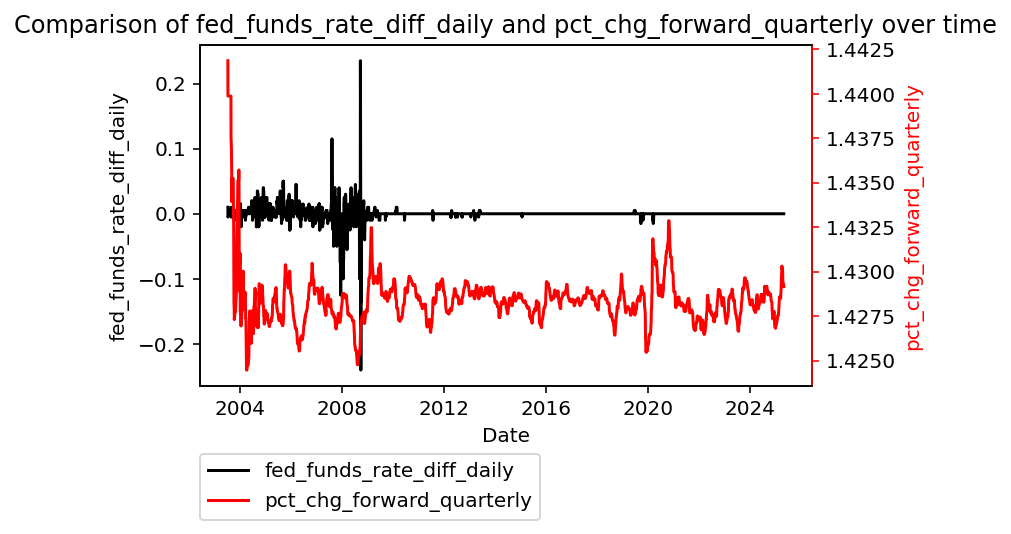 Comparison of fed_funds_rate_diff_daily and pct_chg_forward_quarterly over time
fed_funds_rate_diff_daily
0.2
0.1
0.0
−0.1
−0.2
2004 2008 2012 2016 2020 2024
Date
1.4425
1.4400
1.4375
1.4350
1.4325
1.4300
1.4275
1.4250
pct_chg_forward_quarterly
fed_funds_rate_diff_daily
pct_chg_forward_quarterly